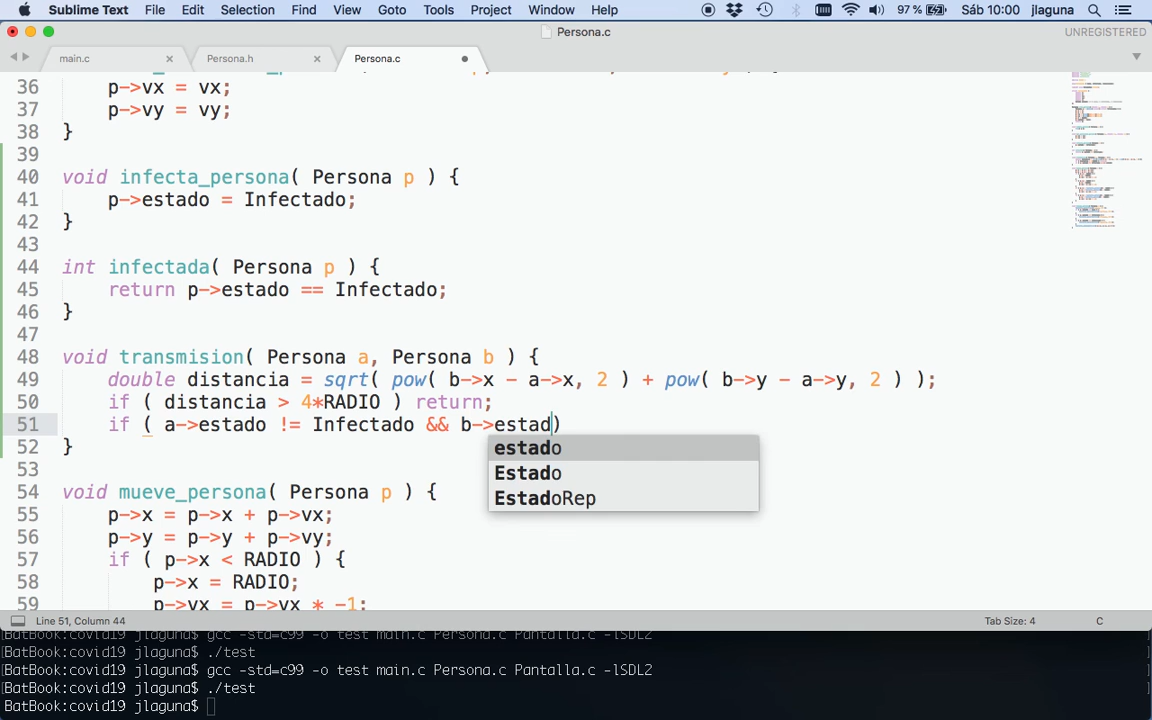 Sublime Text File Edit Selection Find View Goto Tools Project Window Help 97 % Sáb 10:00 jlaguna
Persona.c UNREGISTERED
main.c × Persona.h × Persona.c
36 p->vx = vx;
37 p->vy = vy;
38 }
39
40 void infecta_persona( Persona p ) {
41 p->estado = Infectado;
42 }
43
44 int infectada( Persona p ) {
45 return p->estado == Infectado;
46 }
47
48 void transmision( Persona a, Persona b ) {
49 double distancia = sqrt( pow( b->x - a->x, 2 ) + pow( b->y - a->y, 2 ) );
50 if ( distancia > 4*RADIO ) return;
51 if ( a->estado != Infectado && b->estad)
estado
52 }
Estado
53
EstadoRep
54 void mueve_persona( Persona p ) {
55 p->x = p->x + p->vx;
56 p->y = p->y + p->vy;
57 if ( p->x < RADIO ) {
58 p->x = RADIO;
59 p->vx = p->vx * -1;
Line 51, Column 44 Tab Size: 4 C
[BatBook:covid19 jlaguna$ gcc -std=c99 -o test main.c Persona.c Pantalla.c -lSDL2 ]
[BatBook:covid19 jlaguna$ ./test ]
[BatBook:covid19 jlaguna$ gcc -std=c99 -o test main.c Persona.c Pantalla.c -lSDL2 ]
[BatBook:covid19 jlaguna$ ./test ]
BatBook:covid19 jlaguna$